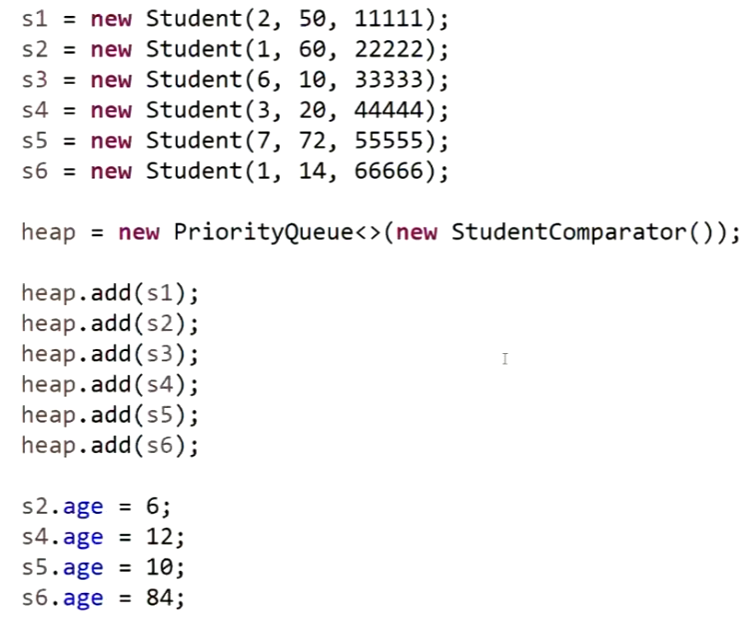 s1 = new Student(2, 50, 11111);
s2 = new Student(1, 60, 22222);
s3 = new Student(6, 10, 33333);
s4 = new Student(3, 20, 44444);
s5 = new Student(7, 72, 55555);
s6 = new Student(1, 14, 66666);
heap = new PriorityQueue<>(new StudentComparator());
heap.add(s1);
heap.add(s2);
heap.add(s3);
heap.add(s4);
heap.add(s5);
heap.add(s6);
s2.age = 6;
s4.age = 12;
s5.age = 10;
s6.age = 84;